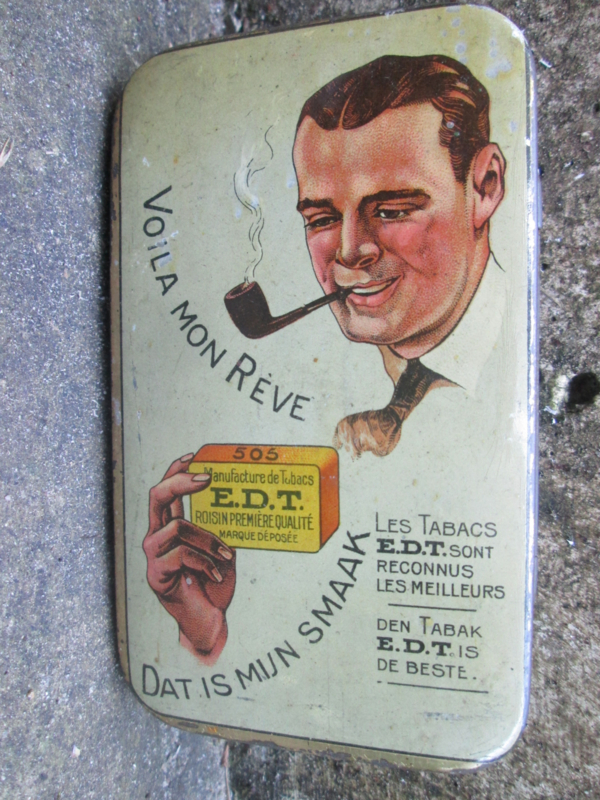 VOILA MON RÊVE
505
Manufacture de Tabacs
E.D.T.
ROISIN PREMIÈRE QUALITÉ
MARQUE DÉPOSÉE
DAT IS MIJN SMAAK
LES TABACS
E.D.T. SONT
RECONNUS
LES MEILLEURS
DEN TABAK
E.D.T. IS
DE BESTE.